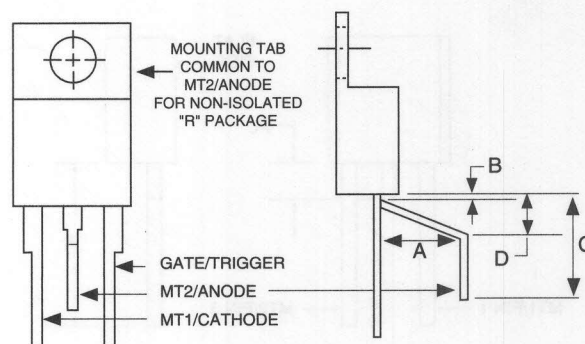 MOUNTING TAB
COMMON TO
MT2/ANODE
FOR NON-ISOLATED
"R" PACKAGE
B
A
D
C
GATE/TRIGGER
MT2/ANODE
MT1/CATHODE